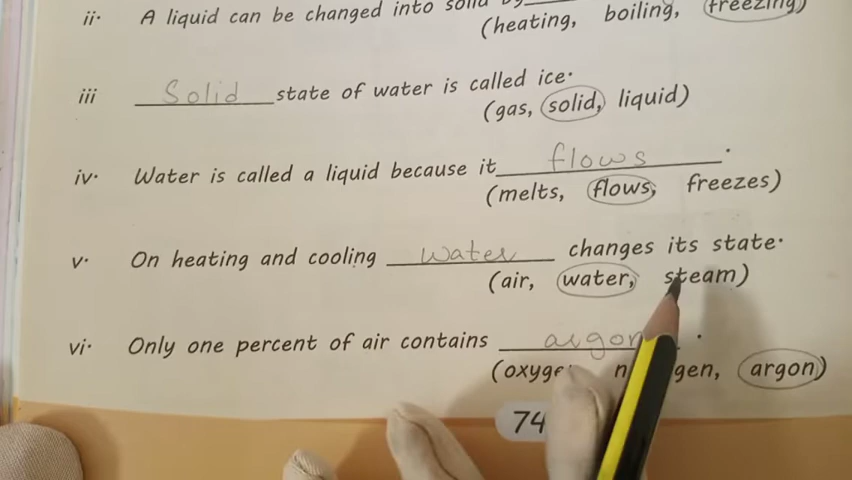 ii. A liquid can be changed into solid by
(heating, boiling, freezing)
iii Solid state of water is called ice.
(gas, solid, liquid)
iv. Water is called a liquid because it flows.
(melts, flows, freezes)
v. On heating and cooling water changes its state.
(air, water, steam)
vi. Only one percent of air contains argon.
(oxygen, nitrogen, argon)
74